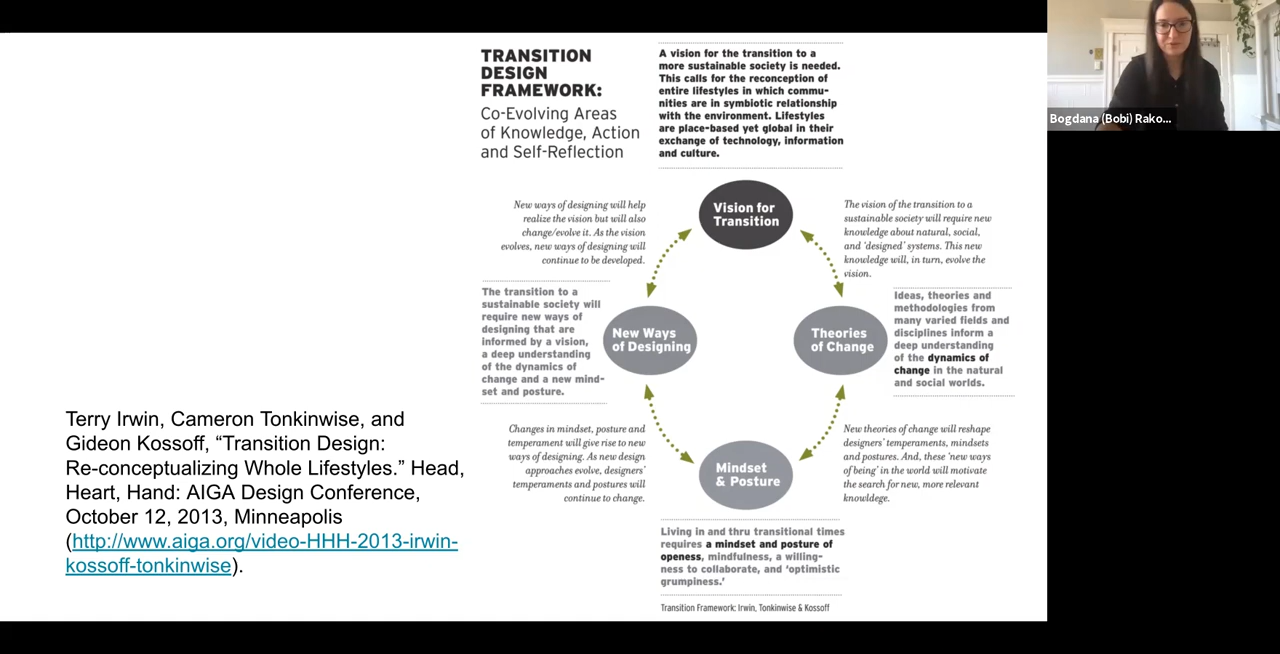 TRANSITION
DESIGN
FRAMEWORK:
Co-Evolving Areas
of Knowledge, Action
and Self-Reflection
A vision for the transition to a
more sustainable society is needed.
This calls for the reconception of
entire lifestyles in which commu-
nities are in symbiotic relationship
with the environment. Lifestyles
are place-based yet global in their
exchange of technology, information
and culture.
Bogdana (Bobi) Rako...
Vision for
Transition
New ways of designing will help
realize the vision but will also
change/evolve it. As the vision
evolves, new ways of designing will
continue to be developed.
The vision of the transition to a
sustainable society will require new
knowledge about natural, social,
and ‘designed’ systems. This new
knowledge will, in turn, evolve the
vision.
The transition to a
sustainable society will
require new ways of
designing that are
informed by a vision,
a deep understanding
of the dynamics of
change and a new mind-
set and posture.
New Ways
of Designing
Theories
of Change
Ideas, theories and
methodologies from
many varied fields and
disciplines inform a
deep understanding
of the dynamics of
change in the natural
and social worlds.
Changes in mindset, posture and
temperament will give rise to new
ways of designing. As new design
approaches evolve, designers’
temperaments and postures will
continue to change.
Mindset
& Posture
New theories of change will reshape
designers’ temperaments, mindsets
and postures. And, these ‘new ways
of being’ in the world will motivate
the search for new, more relevant
knowldege.
Living in and thru transitional times
requires a mindset and posture of
openess, mindfulness, a willing-
ness to collaborate, and ‘optimistic
grumpiness.’
Transition Framework: Irwin, Tonkinwise & Kossoff
Terry Irwin, Cameron Tonkinwise, and
Gideon Kossoff, “Transition Design:
Re-conceptualizing Whole Lifestyles.” Head,
Heart, Hand: AIGA Design Conference,
October 12, 2013, Minneapolis
(http://www.aiga.org/video-HHH-2013-irwin-
kossoff-tonkinwise).